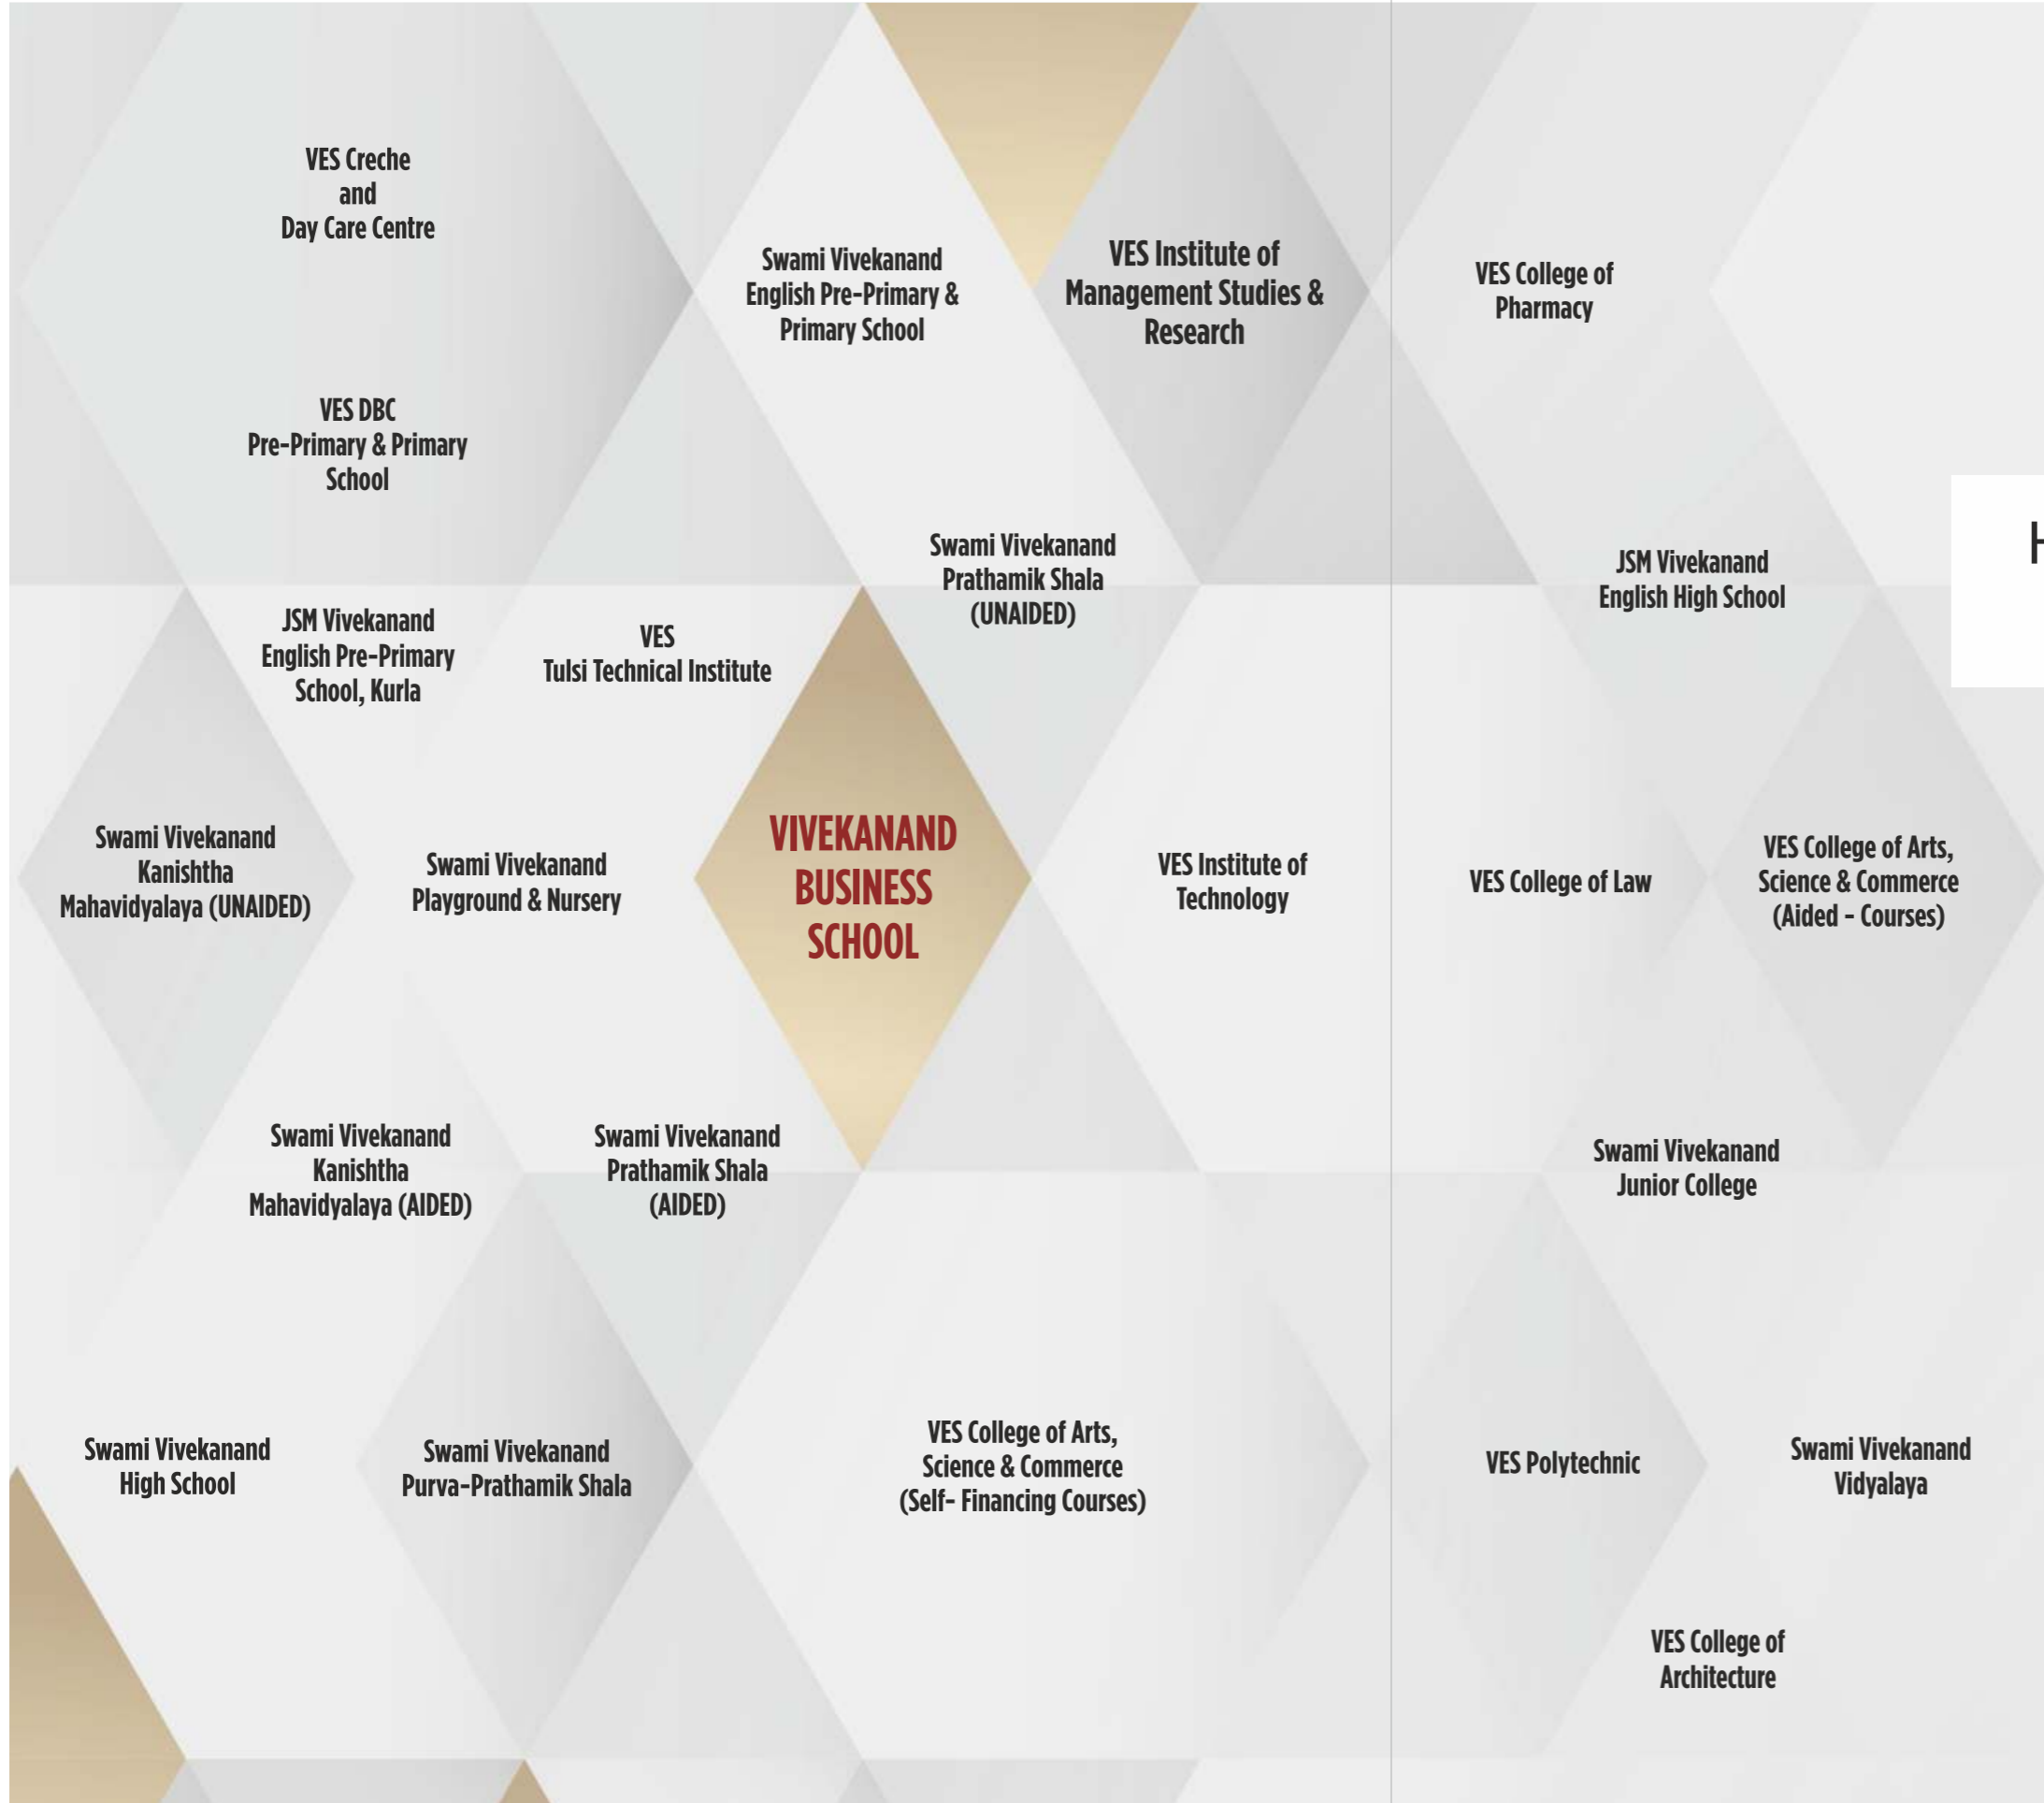 VES Creche
and
Day Care Centre
Swami Vivekanand
English Pre-Primary &
Primary School
VES Institute of
Management Studies &
Research
VES College of
Pharmacy
VES DBC
Pre-Primary & Primary
School
Swami Vivekanand
Prathamik Shala
(UNAIDED)
JSM Vivekanand
English High School
H
JSM Vivekanand
English Pre-Primary
School, Kurla
VES
Tulsi Technical Institute
Swami Vivekanand
Kanishtha
Mahavidyalaya (UNAIDED)
Swami Vivekanand
Playground & Nursery
VIVEKANAND
BUSINESS
SCHOOL
VES Institute of
Technology
VES College of Law
VES College of Arts,
Science & Commerce
(Aided - Courses)
Swami Vivekanand
Kanishtha
Mahavidyalaya (AIDED)
Swami Vivekanand
Prathamik Shala
(AIDED)
Swami Vivekanand
Junior College
Swami Vivekanand
High School
Swami Vivekanand
Purva-Prathamik Shala
VES College of Arts,
Science & Commerce
(Self- Financing Courses)
VES Polytechnic
Swami Vivekanand
Vidyalaya
VES College of
Architecture